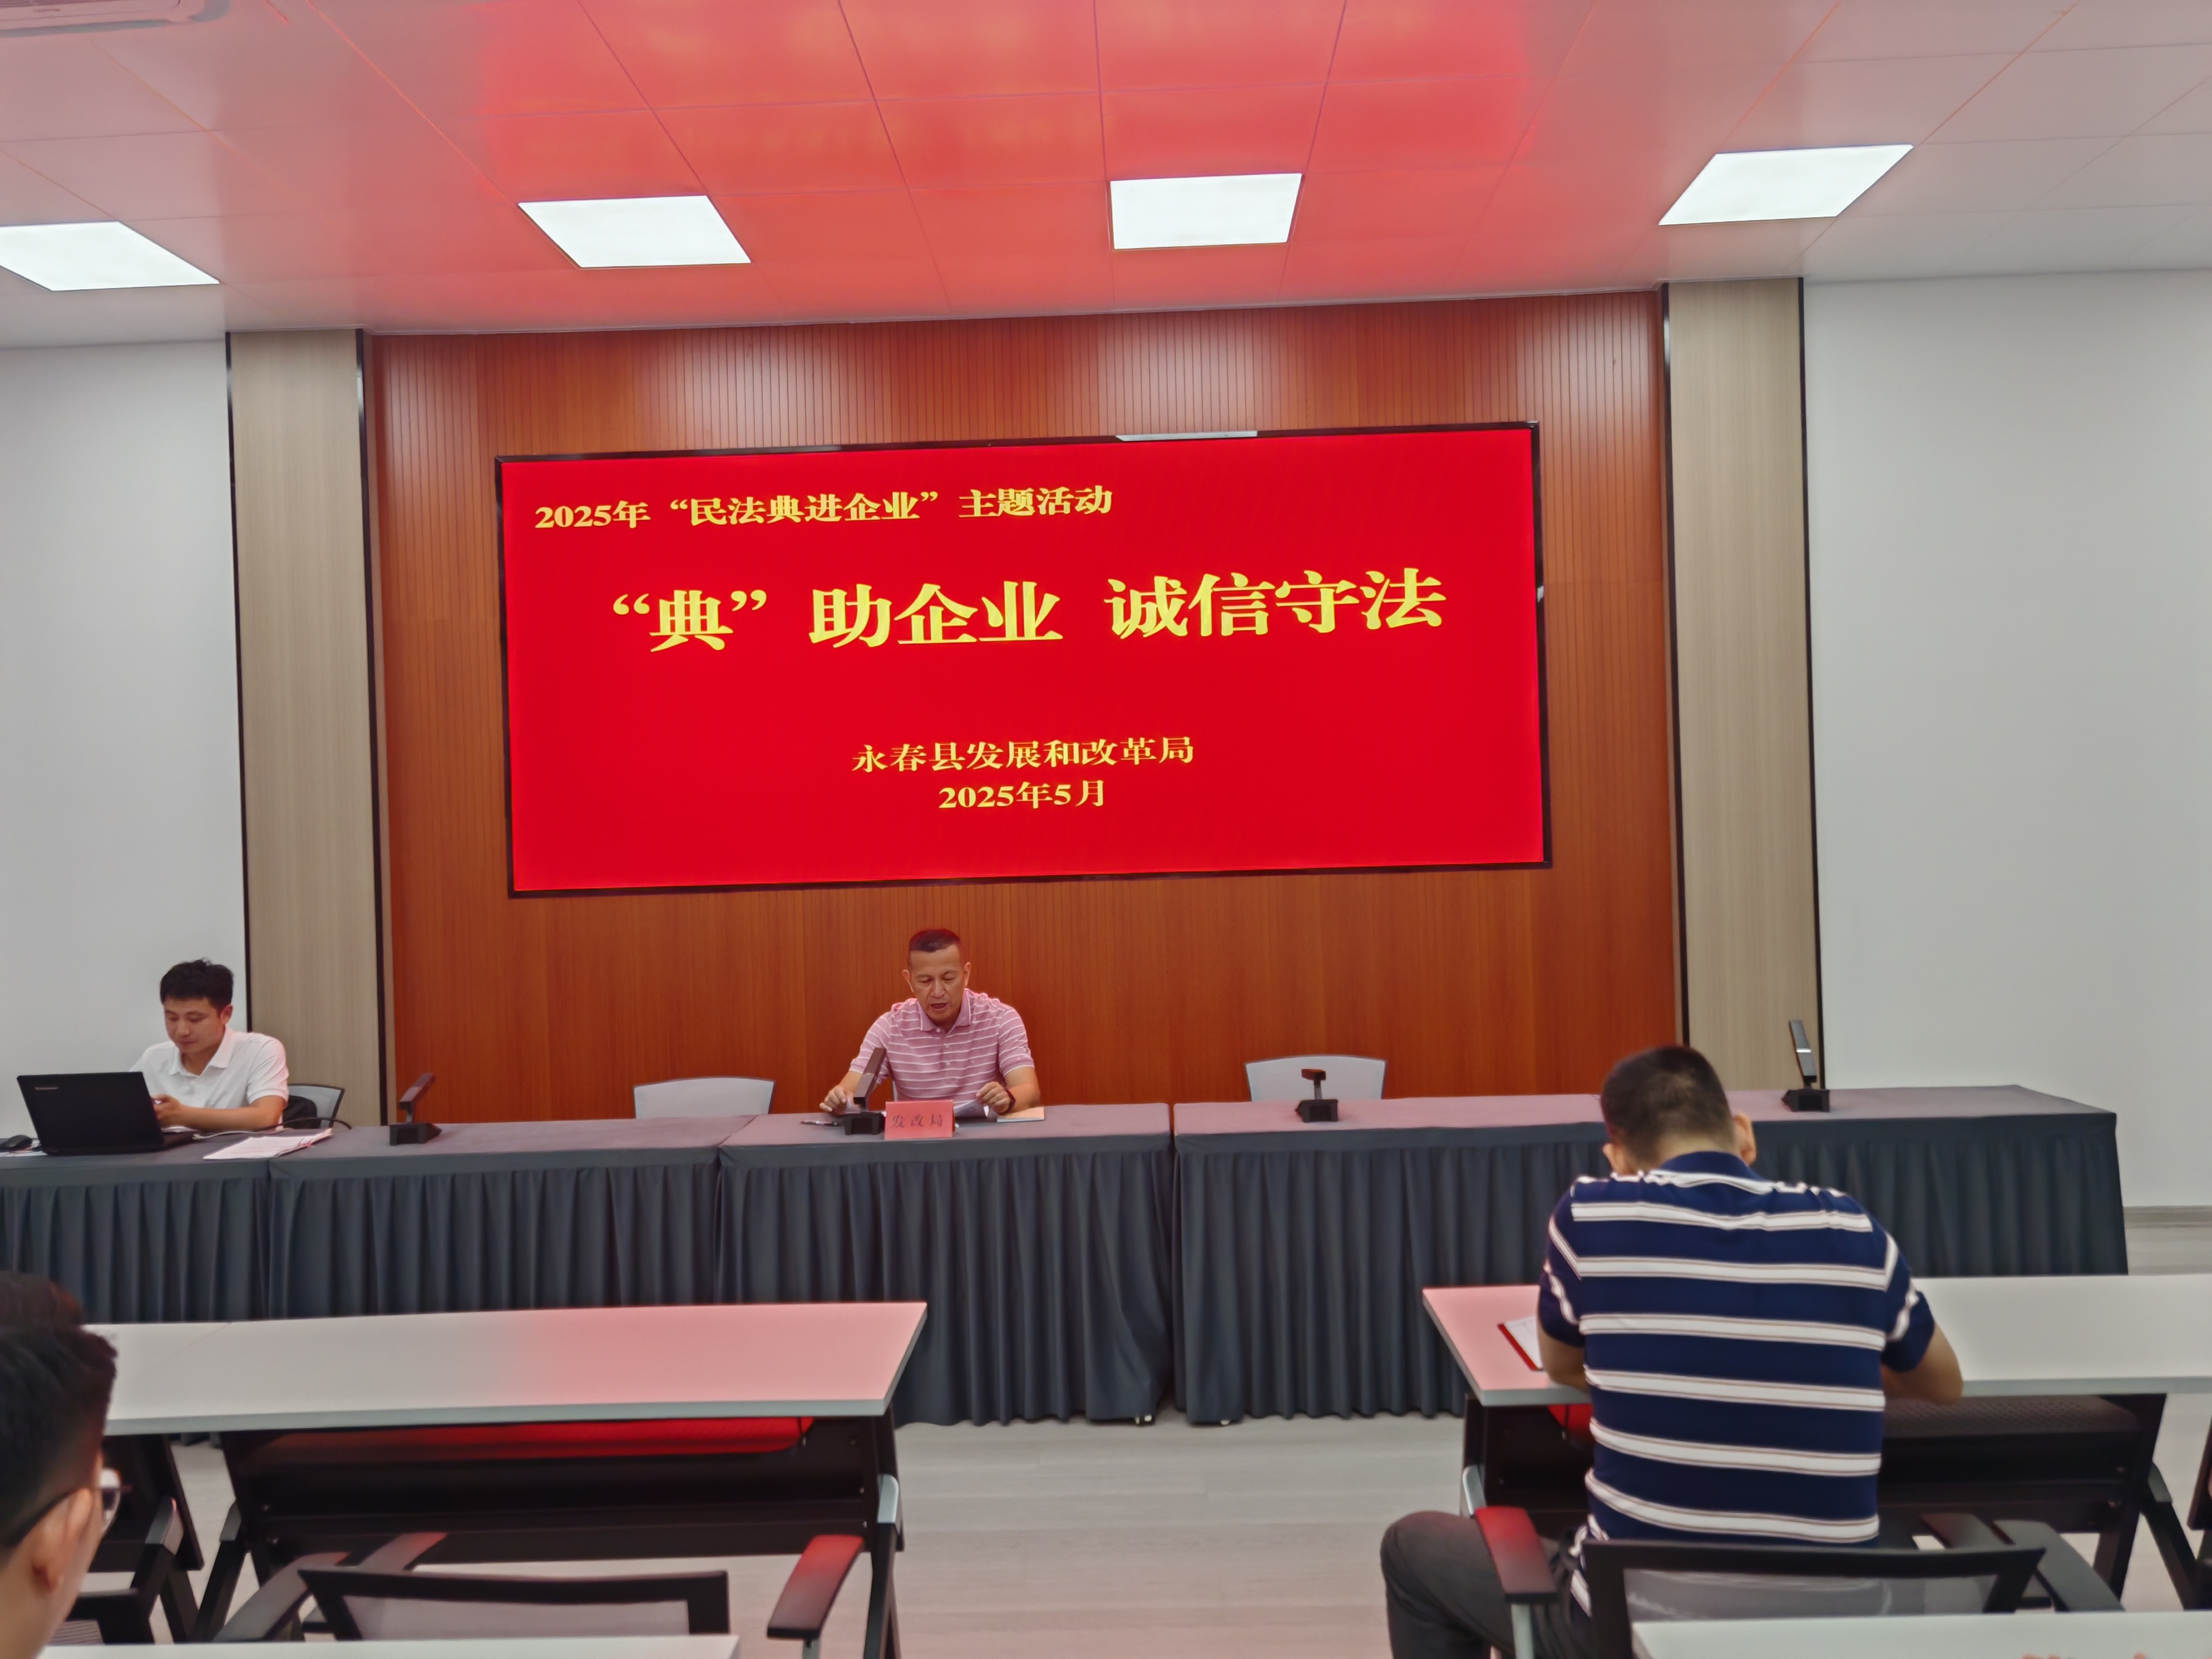 2025年 “民法典进企业” 主题活动
“典” 助企业 诚信守法
永春县发展和改革局
2025年5月
发改局